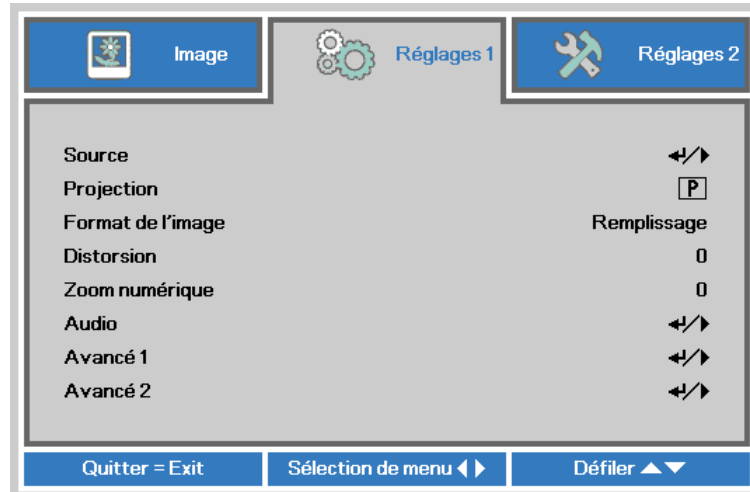 Image
Réglages 1
Réglages 2
Source
Projection P
Format de l'image Remplissage
Distorsion 0
Zoom numérique 0
Audio
Avancé 1
Avancé 2
Quitter = Exit
Sélection de menu
Défiler